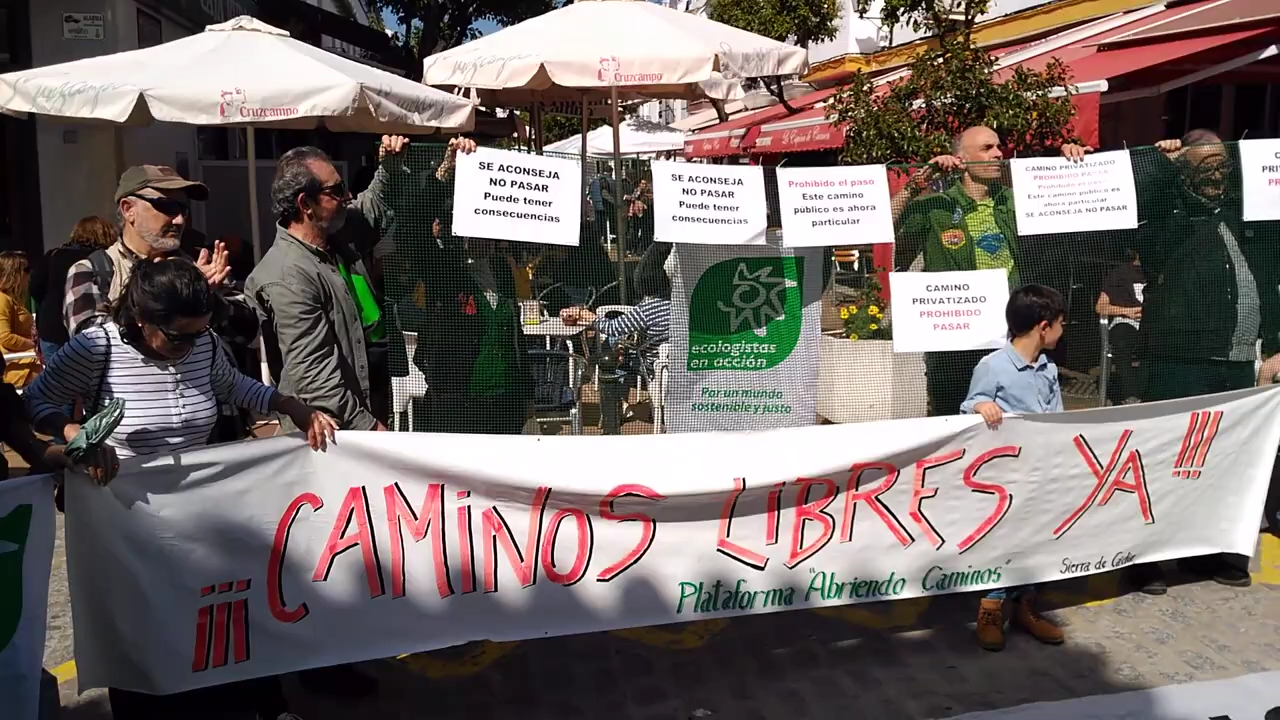 Cruzcampo
Cruzcampo
SE ACONSEJA
NO PASAR
Puede tener
consecuencias
SE ACONSEJA
NO PASAR
Puede tener
consecuencias
Prohibido el paso
Este camino
público es ahora
particular
CAMINO PRIVATIZADO
PROHIBIDO PASAR
Prohibido el paso
Este camino público es
ahora particular
SE ACONSEJA NO PASAR
CAMINO
PRIVATIZADO
PROHIBIDO
PASAR
ecologistas
en acción
Por un mundo
sostenible y justo
¡¡¡CAMINOS LIBRES YA!!!
Plataforma "Abriendo Caminos"
Sierra de Cádiz